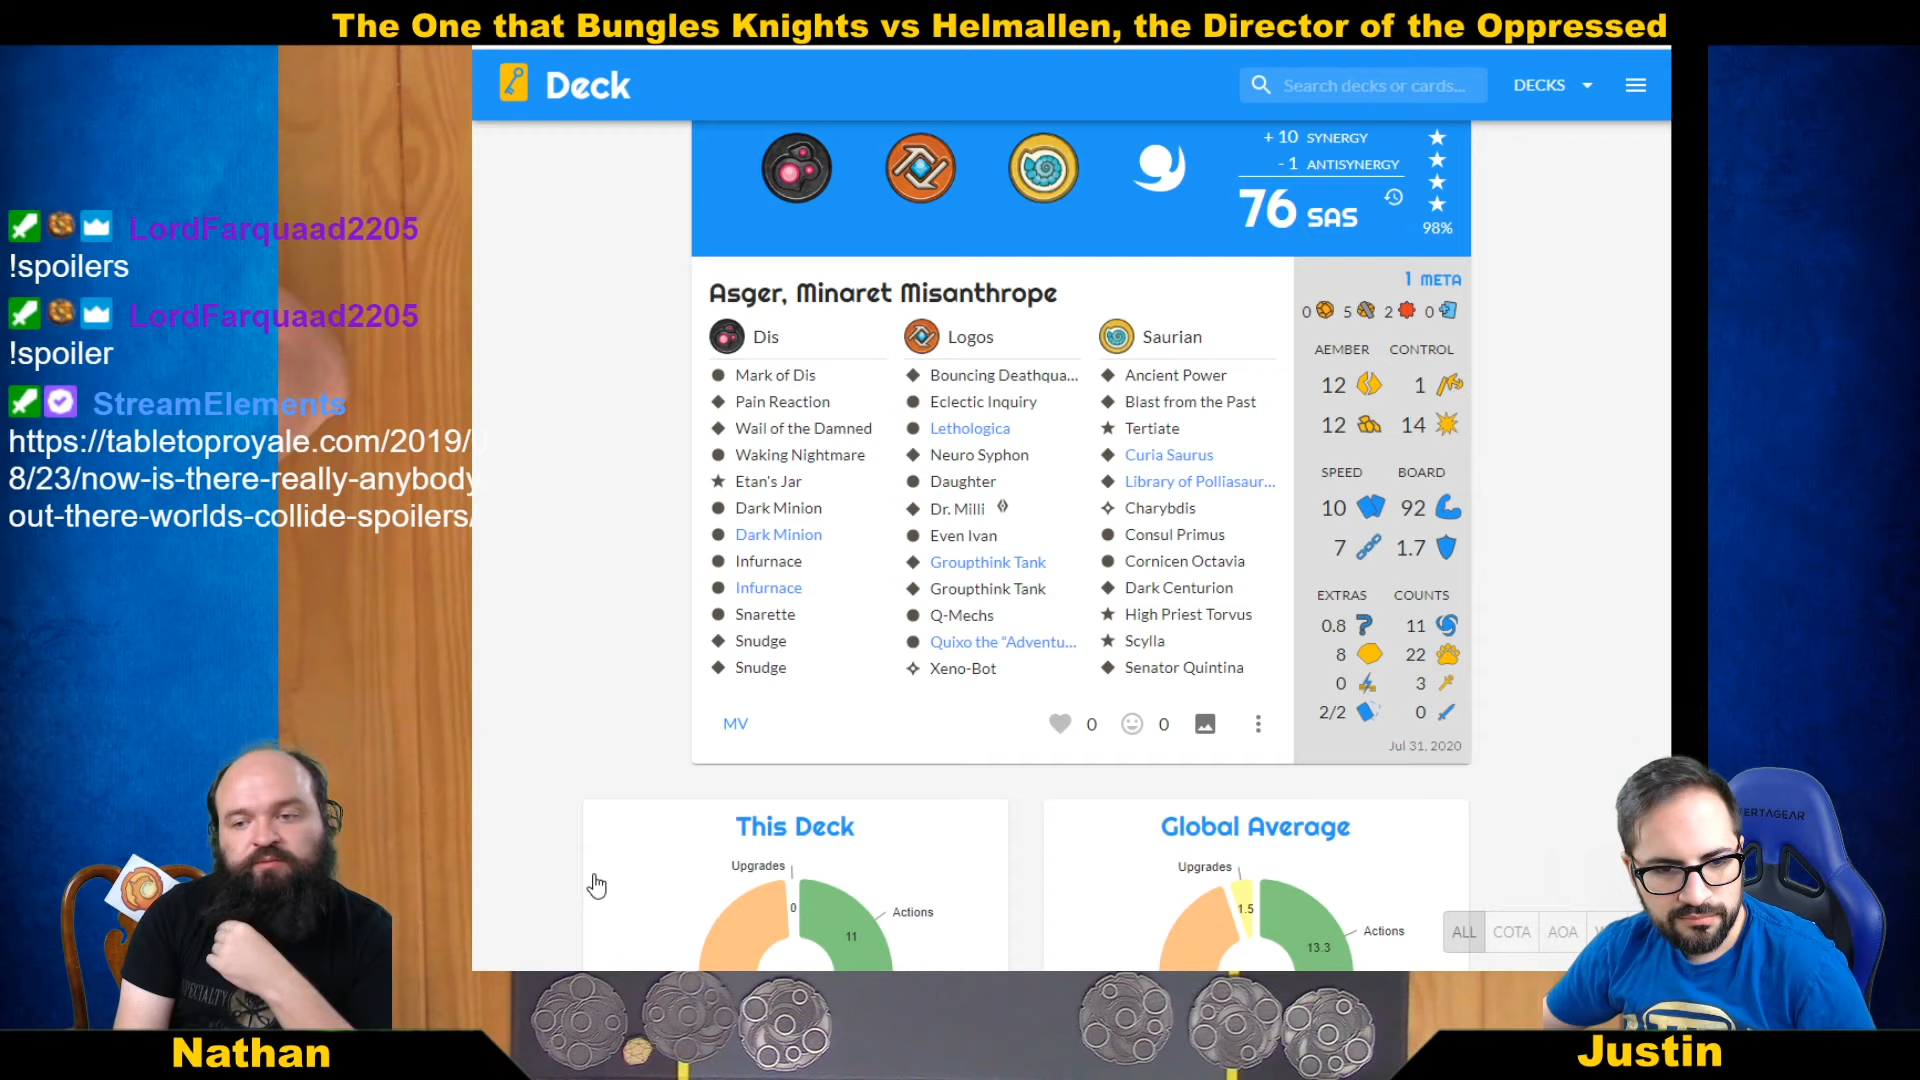 The One that Bungles Knights vs Helmallen, the Director of the Oppressed
Deck
Search decks or cards...
DECKS
+ 10 SYNERGY
- 1 ANTISYNERGY
76 SAS
98%
LordFarquaad2205
!spoilers
LordFarquaad2205
!spoiler
StreamElements
https://tabletoproyale.com/2019/0
8/23/now-is-there-really-anybody
out-there-worlds-collide-spoilers/
Asger, Minaret Misanthrope
Dis
Mark of Dis
Pain Reaction
Wail of the Damned
Waking Nightmare
Etan's Jar
Dark Minion
Dark Minion
Infurnace
Infurnace
Snarette
Snudge
Snudge
Logos
Bouncing Deathqua...
Eclectic Inquiry
Lethologica
Neuro Syphon
Daughter
Dr. Milli
Even Ivan
Groupthink Tank
Groupthink Tank
Q-Mechs
Quixo the "Adventu...
Xeno-Bot
Saurian
Ancient Power
Blast from the Past
Tertiate
Curia Saurus
Library of Polliasaur...
Charybdis
Consul Primus
Cornicen Octavia
Dark Centurion
High Priest Torvus
Scylla
Senator Quintina
MV
0
0
1 META
0 5 2 0
AEMBER CONTROL
12 1
12 14
SPEED BOARD
10 92
7 1.7
EXTRAS COUNTS
0.8 11
8 22
0 3
2/2 0
Jul 31, 2020
This Deck
Upgrades
0
Actions
11
Global Average
Upgrades
1.5
Actions
13.3
ALL COTA AOA
ERTAGEAR
SPECIALTY
Nathan
Justin